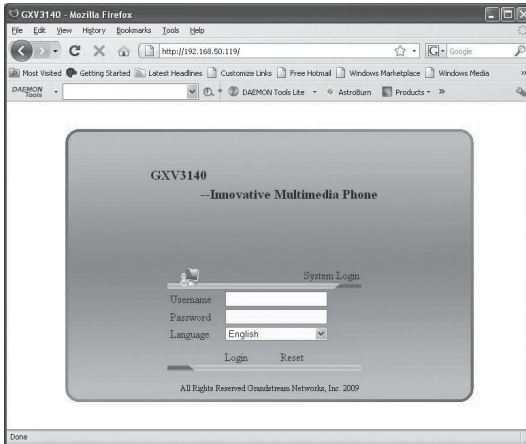 GXV3140 - Mozilla Firefox
File Edit View History Bookmarks Tools Help
http://192.168.50.119/
G Google
Most Visited Getting Started Latest Headlines Customize Links Free Hotmail Windows Marketplace Windows Media »
DAEMON Tools DAEMON Tools Lite AstroBurn Products »
GXV3140
--Innovative Multimedia Phone
System Login
Username
Password
Language English
Login Reset
All Rights Reserved Grandstream Networks, Inc. 2009
Done